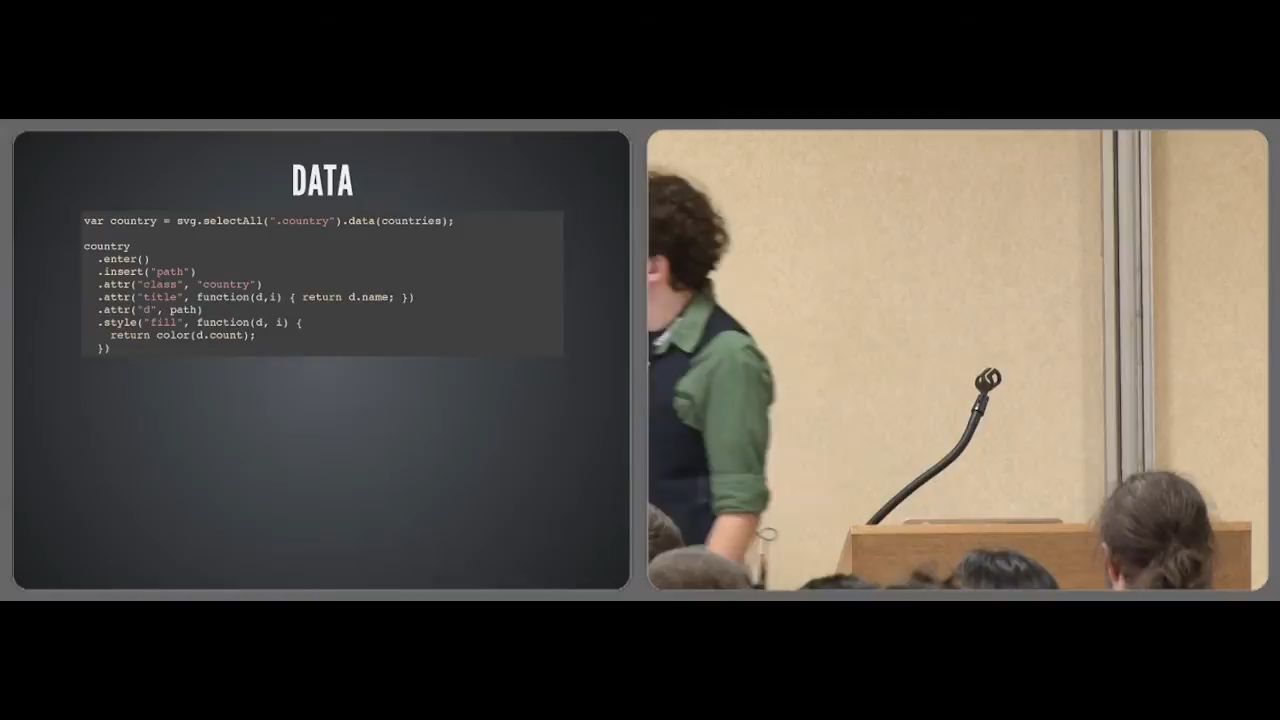 DATA
var country = svg.selectAll(".country").data(countries);
country
.enter()
.insert("path")
.attr("class", "country")
.attr("title", function(d,i) { return d.name; })
.attr("d", path)
.style("fill", function(d, i) {
return color(d.count);
})